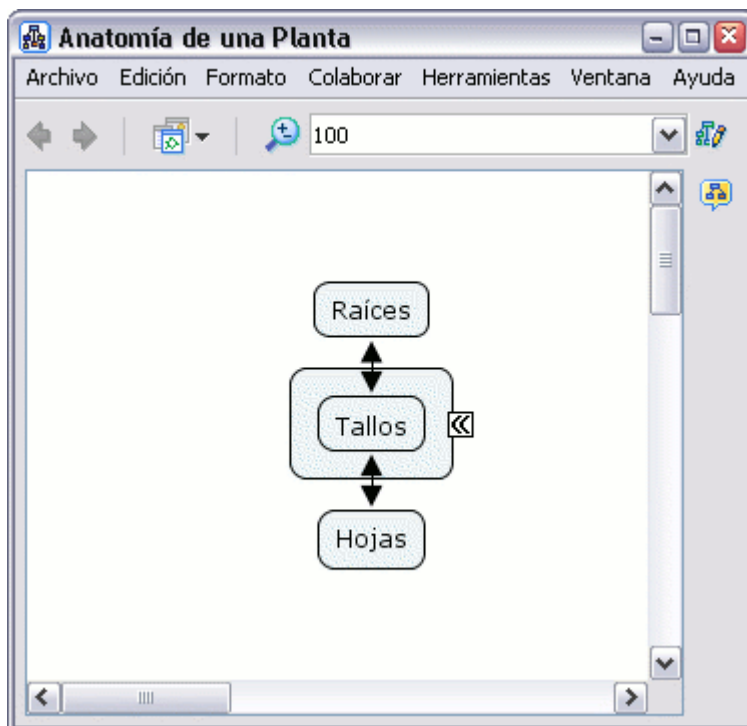 Anatomía de una Planta
Archivo Edición Formato Colaborar Herramientas Ventana Ayuda
100
Raíces
Tallos
Hojas